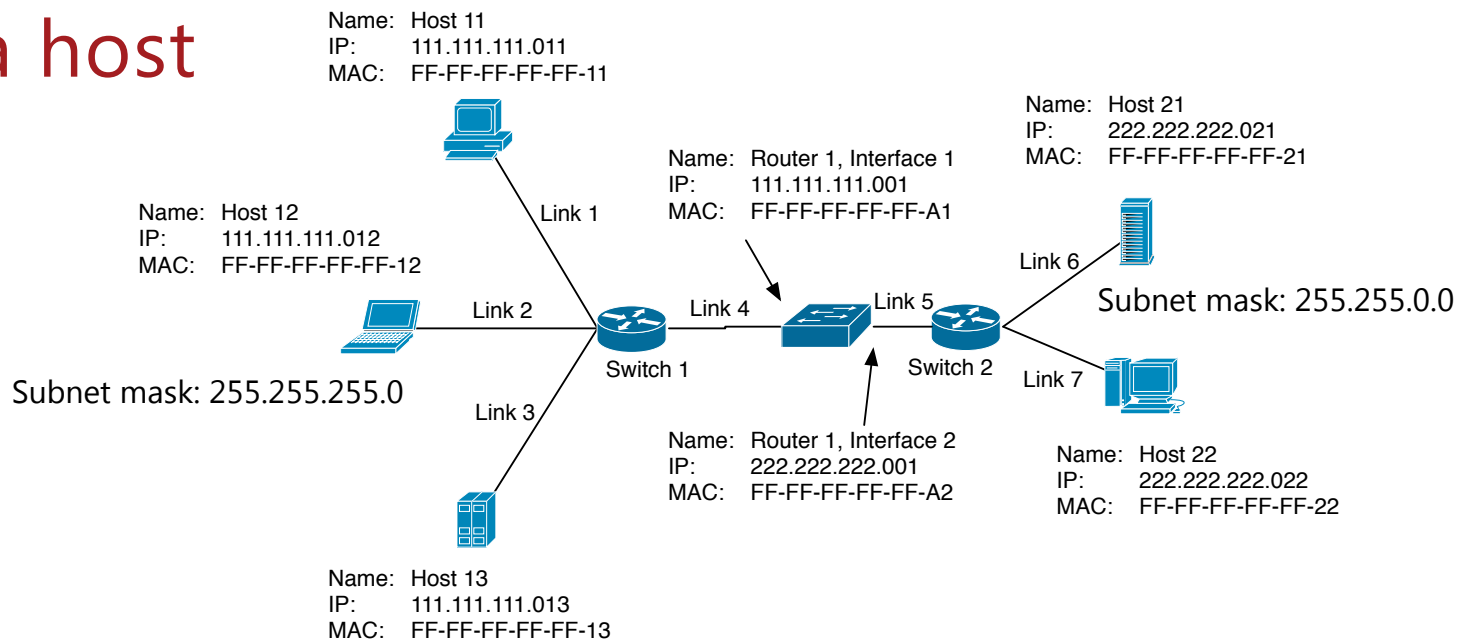 a host
Name: Host 11
IP: 111.111.111.011
MAC: FF-FF-FF-FF-FF-11
Name: Host 21
IP: 222.222.222.021
MAC: FF-FF-FF-FF-FF-21
Name: Router 1, Interface 1
IP: 111.111.111.001
MAC: FF-FF-FF-FF-FF-A1
Name: Host 12
IP: 111.111.111.012
MAC: FF-FF-FF-FF-FF-12
Link 1
Link 6
Link 2
Link 4
Link 5
Subnet mask: 255.255.0.0
Switch 1
Switch 2
Link 7
Subnet mask: 255.255.255.0
Link 3
Name: Router 1, Interface 2
IP: 222.222.222.001
MAC: FF-FF-FF-FF-FF-A2
Name: Host 22
IP: 222.222.222.022
MAC: FF-FF-FF-FF-FF-22
Name: Host 13
IP: 111.111.111.013
MAC: FF-FF-FF-FF-FF-13